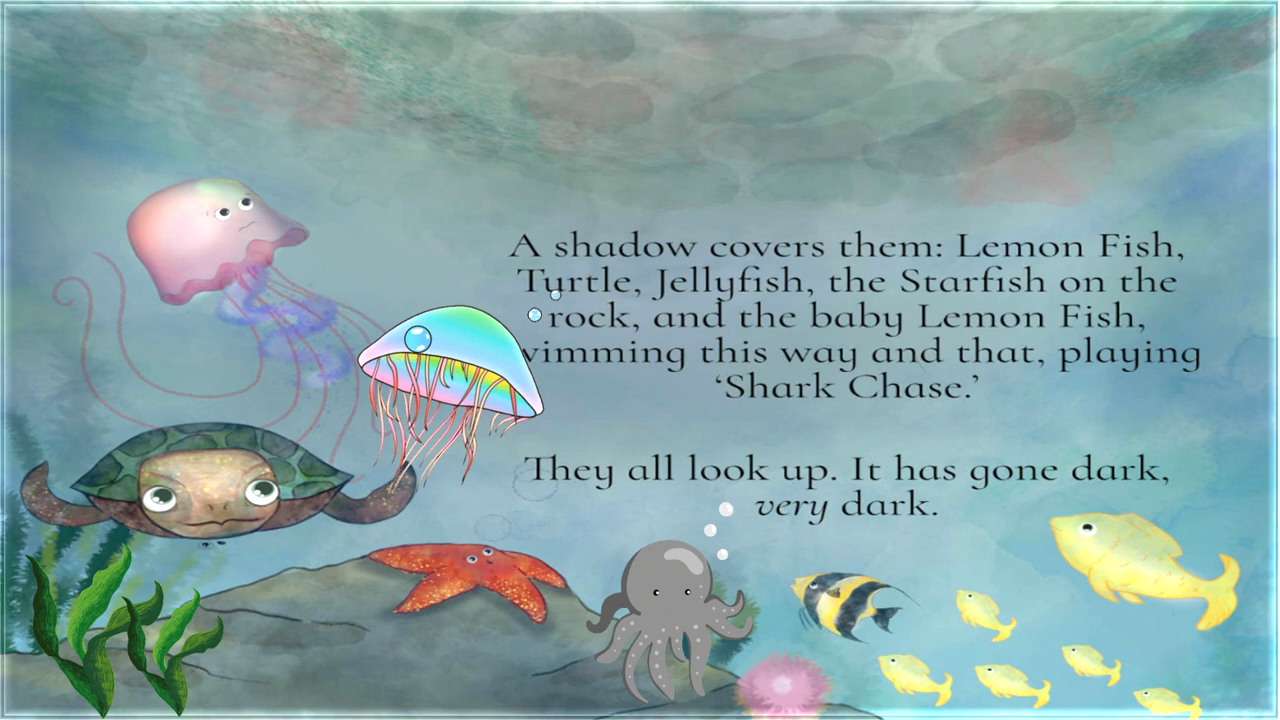 A shadow covers them: Lemon Fish,
Turtle, Jellyfish, the Starfish on the
rock, and the baby Lemon Fish,
this way and that, playing
‘Shark Chase.’
They all look up. It has gone dark,
very dark.